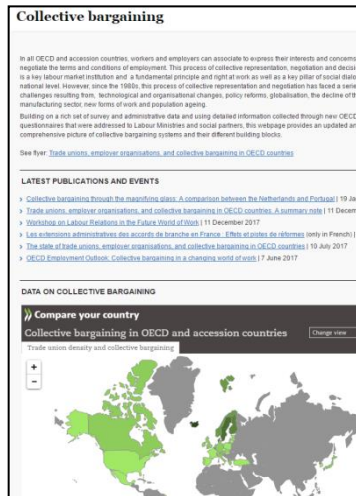 Collective bargaining
In all OECD and accession countries, workers and employers can associate to express their interests and concerns
negotiate the terms and conditions of employment. This process of collective representation, negotiation and
is a key labour market institution and a fundamental principle and right at work as well as a key pillar of social
national level. However, since the 1980s, this process of collective representation and negotiation has faced a
challenges resulting from, technological and organisational changes, policy reforms, globalisation, the decline of
manufacturing sector, new forms of work and population ageing.
Building on a rich set of survey and administrative data and using detailed information collected through new OECD
questionnaires that were addressed to Labour Ministries and social partners, this webpage provides an updated
comprehensive picture of collective bargaining systems and their different building blocks.
See flyer: Trade unions, employer organisations, and collective bargaining in OECD countries
LATEST PUBLICATIONS AND EVENTS
Collective bargaining through the magnifying glass: A comparison between the Netherlands and Portugal | 19
Trade unions, employer organisations, and collective bargaining in OECD countries. A summary note | 11
Workshop on Labour Relations in the Future World of Work | 11 December 2017
Les extensions administratives des accords de branche en France : Effets et pistes de réformes (only in French) |
The state of trade unions, employer organisations, and collective bargaining in OECD countries | 10 July 2017
OECD Employment Outlook: Collective bargaining in a changing world of work | 7 June 2017
DATA ON COLLECTIVE BARGAINING
Compare your country
Collective bargaining in OECD and accession countries Change view
Trade union density and collective bargaining
+
−